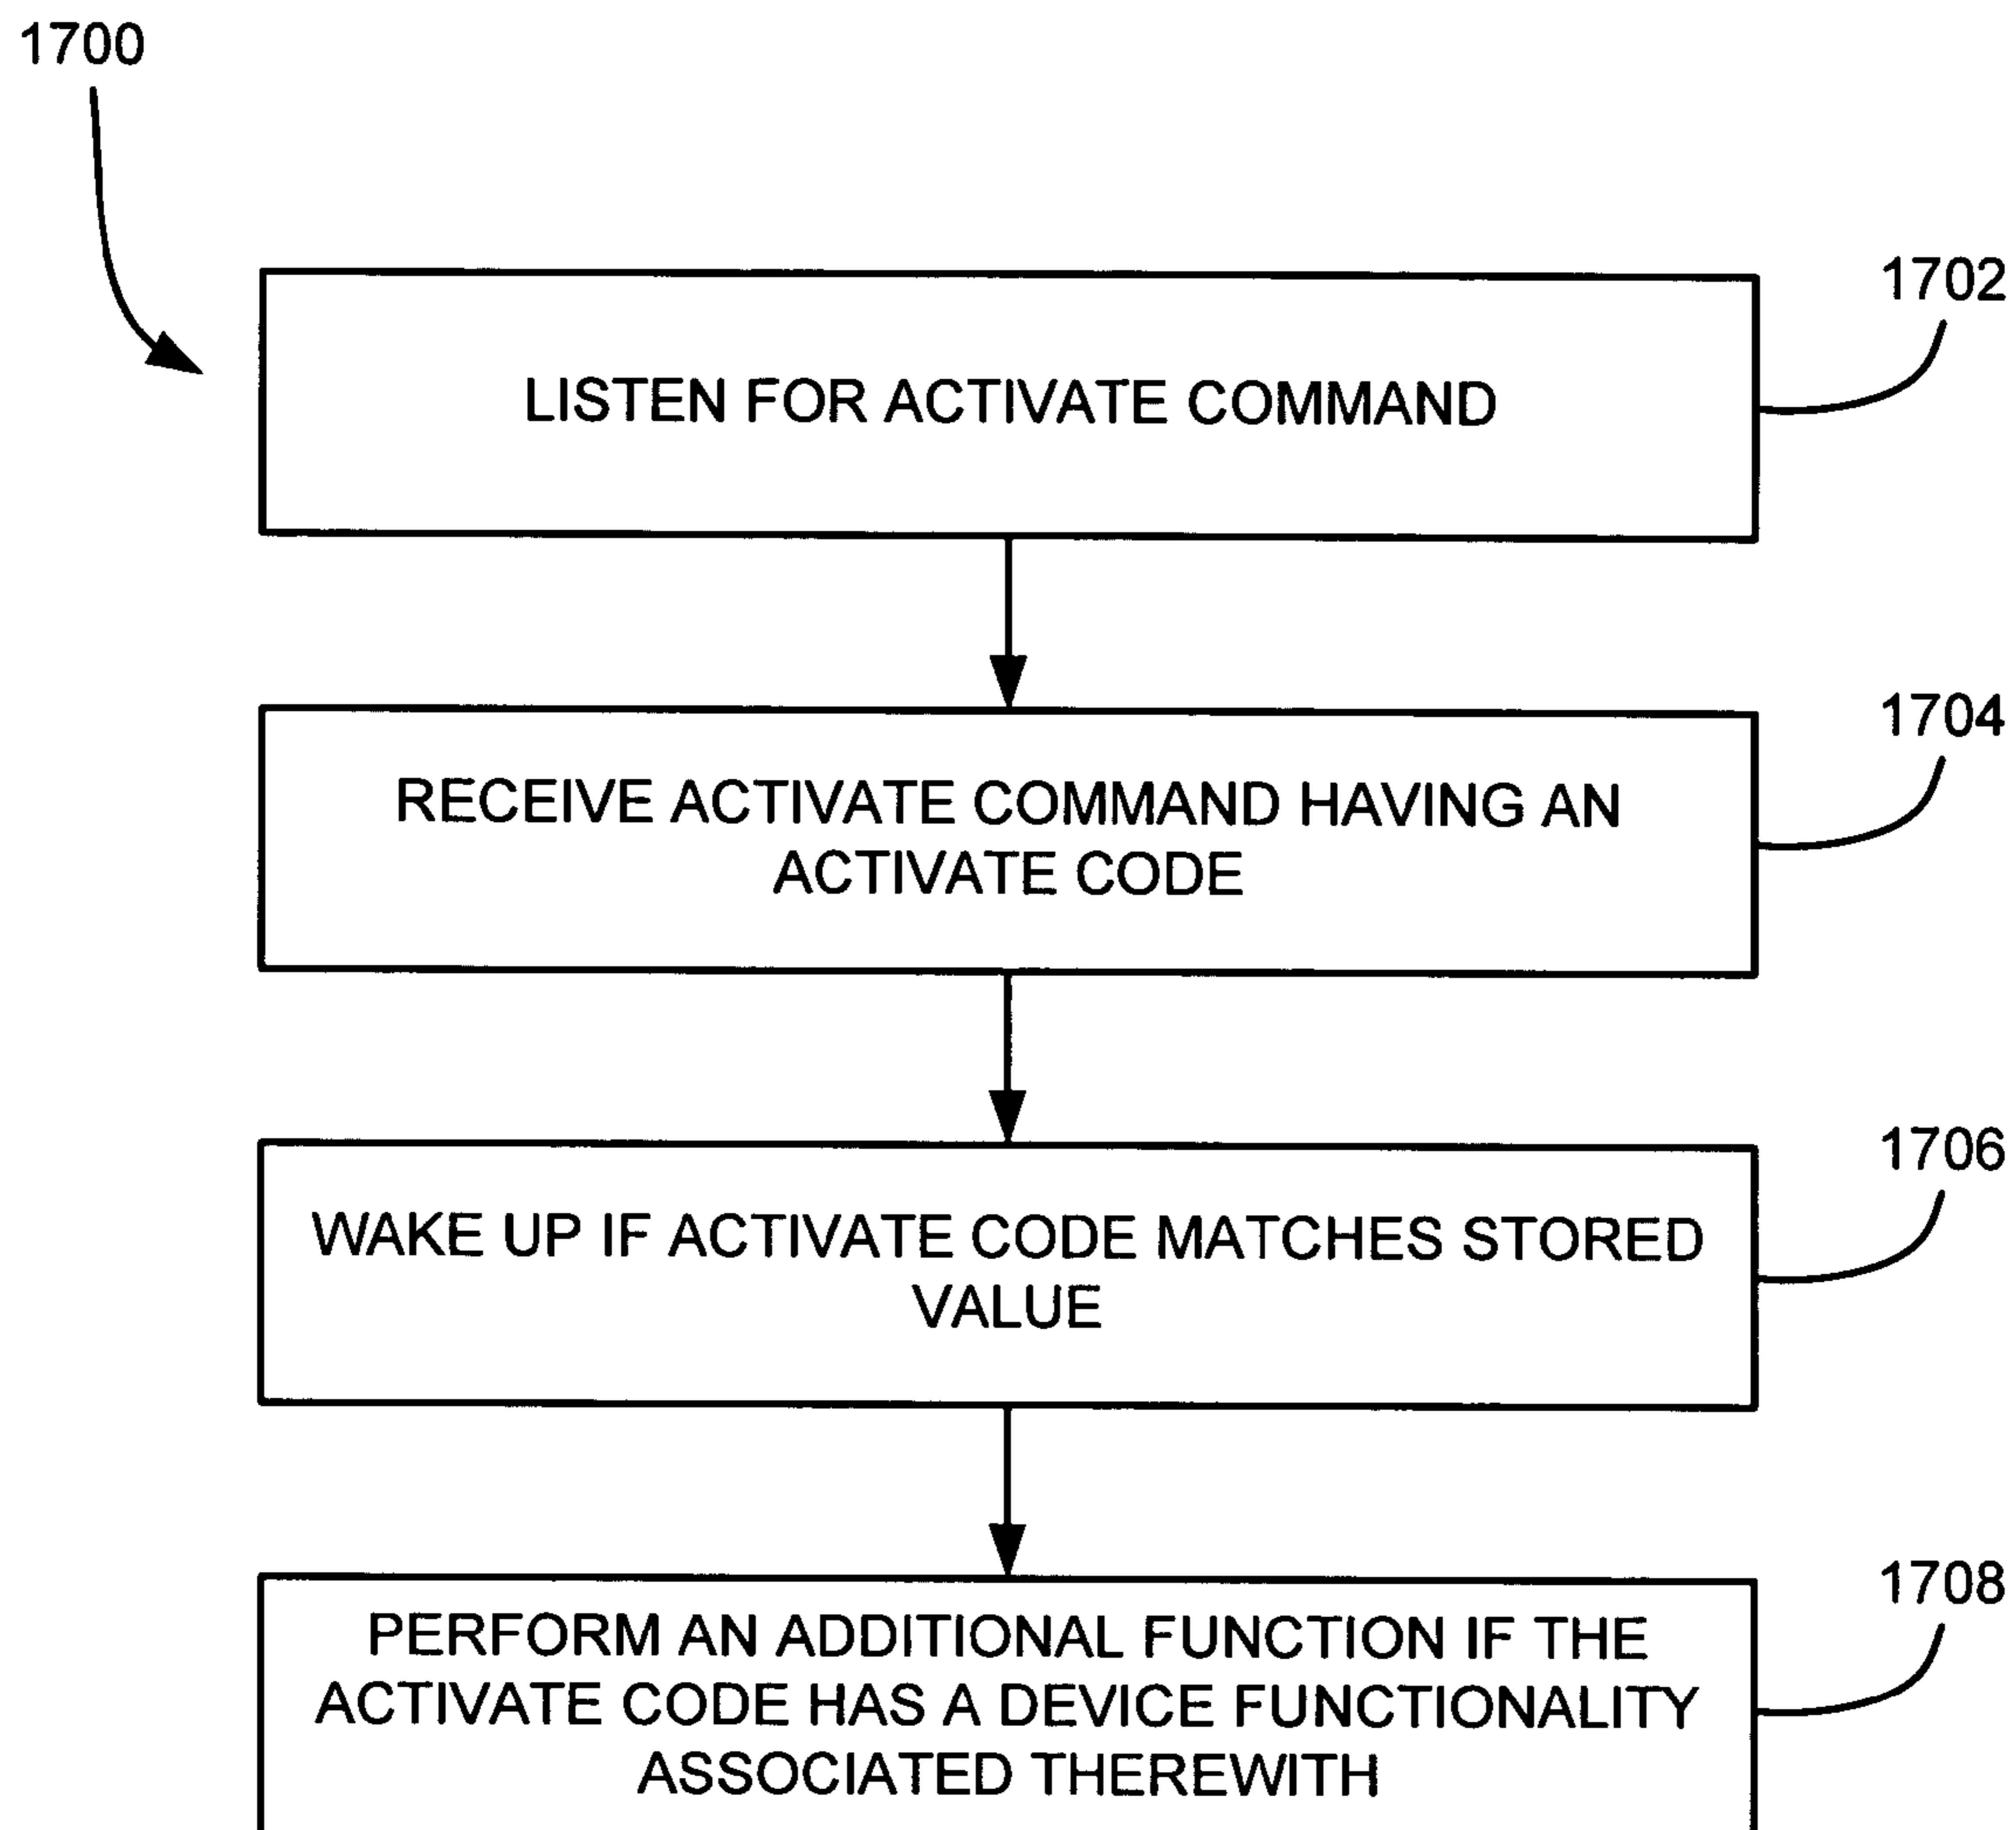 1700
1702
LISTEN FOR ACTIVATE COMMAND
1704
RECEIVE ACTIVATE COMMAND HAVING AN
ACTIVATE CODE
1706
WAKE UP IF ACTIVATE CODE MATCHES STORED
VALUE
1708
PERFORM AN ADDITIONAL FUNCTION IF THE
ACTIVATE CODE HAS A DEVICE FUNCTIONALITY
ASSOCIATED THEREWITH